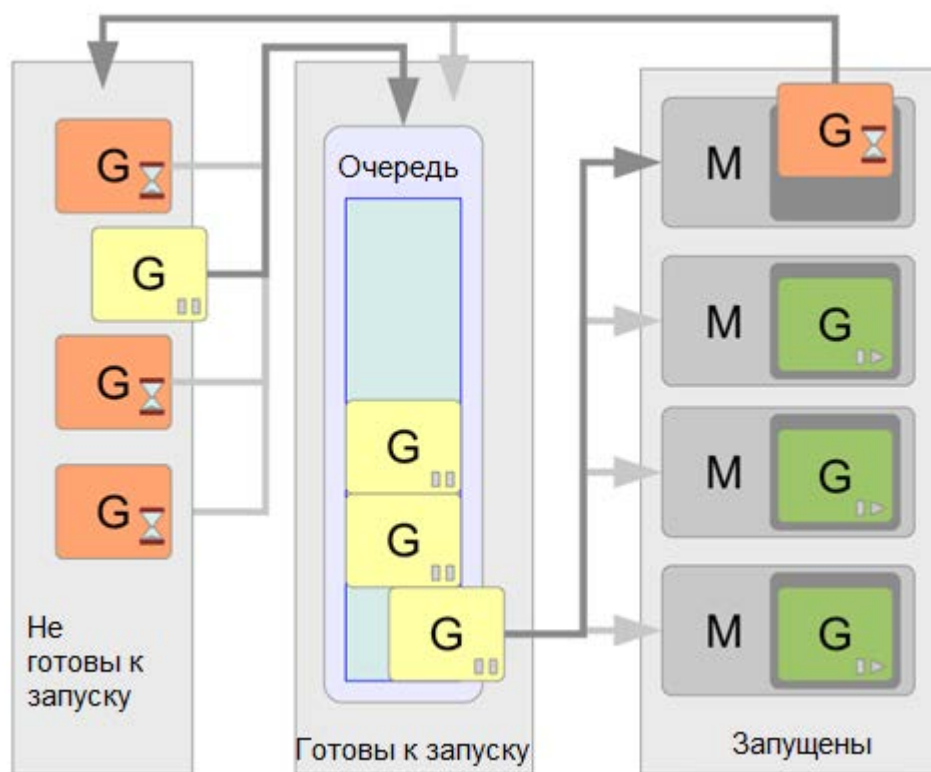 G
G
G
G
Не
готовы к
запуску
Очередь
G
G
G
Готовы к запуску
M G
M G
M G
M G
Запущены